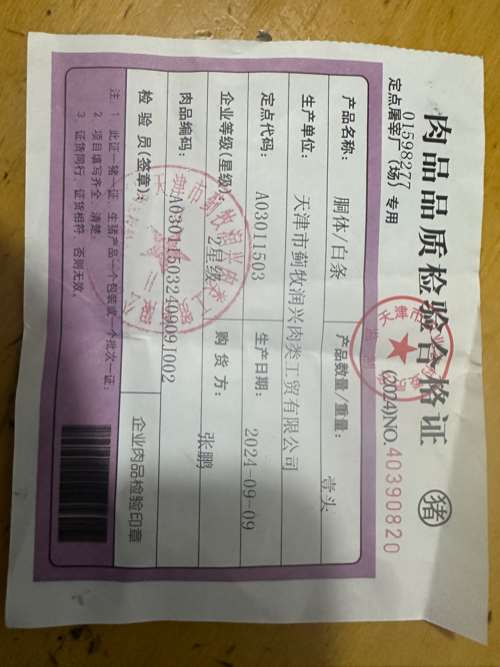 肉品品质检验合格证 猪
定点屠宰厂(场)专用 (2024)NO.40390820
01598277
产品名称: 胴体/白条 产品数量/重量: 壹头
生产单位: 天津市蓟牧润兴肉类工贸有限公司
定点代码: A03011503 生产日期: 2024-09-09
企业等级(星级): 2星级 购货方: 张鹏
肉品编码: A03011503240909I002
检验员(签章): 企业肉品检验印章
注: 1、此证一猪一证,生猪产品一个包装或一个批次一证;
2、项目填写齐全、清楚;
3、证货同行、证货相符,否则无效。